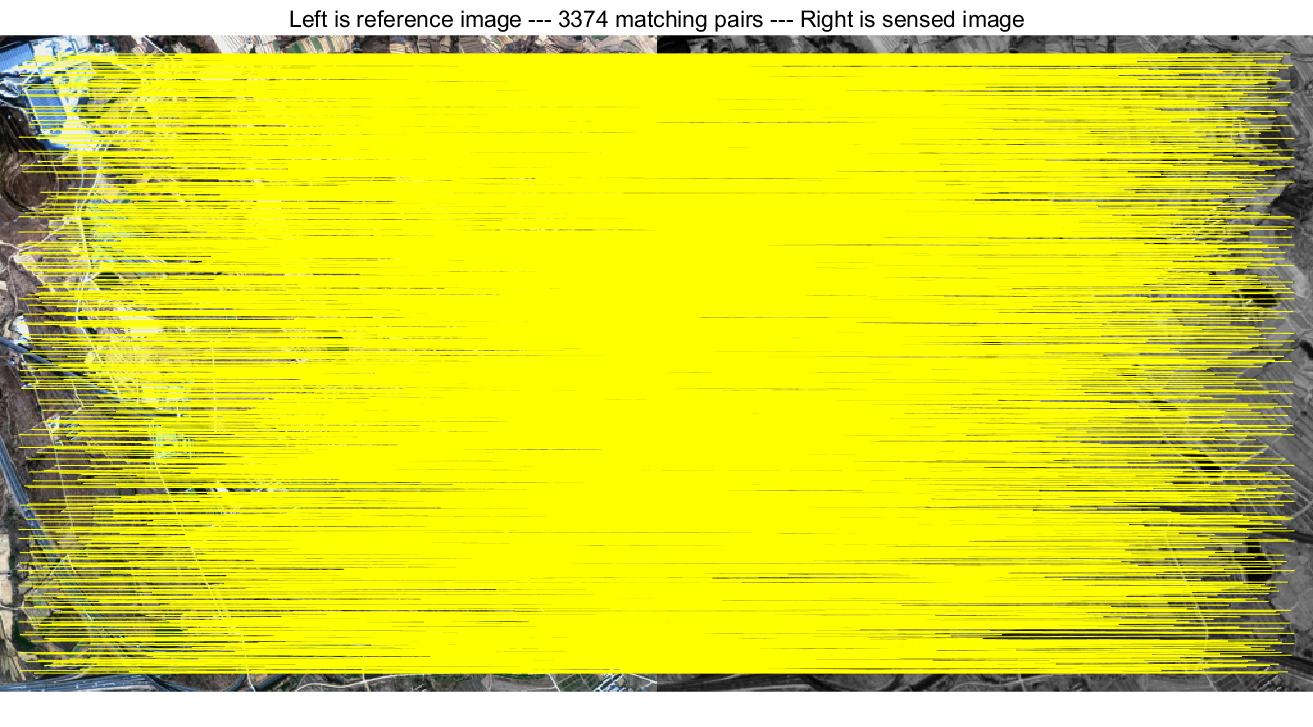 Left is reference image --- 3374 matching pairs --- Right is sensed image